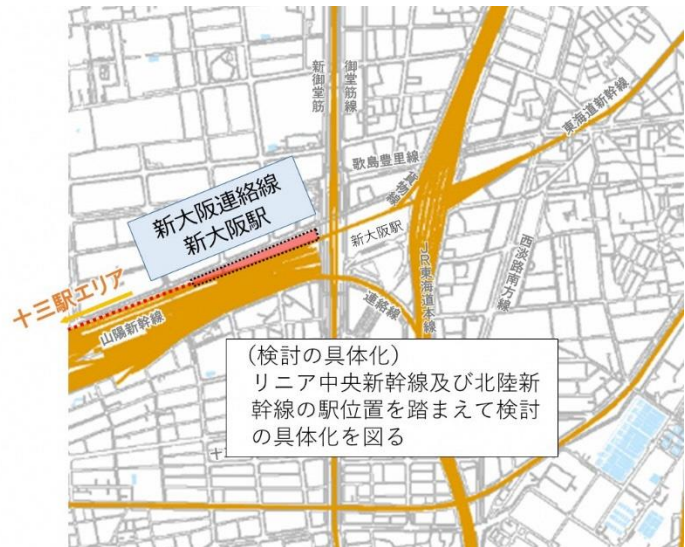 新御堂筋
御堂筋線
東海道新幹線
歌島豊里線
貨物線
新大阪連絡線
新大阪駅
新大阪駅
JR東海道本線
西淡路南方線
十三駅エリア
山陽新幹線
連絡線
(検討の具体化)
リニア中央新幹線及び北陸新
幹線の駅位置を踏まえて検討
の具体化を図る
十